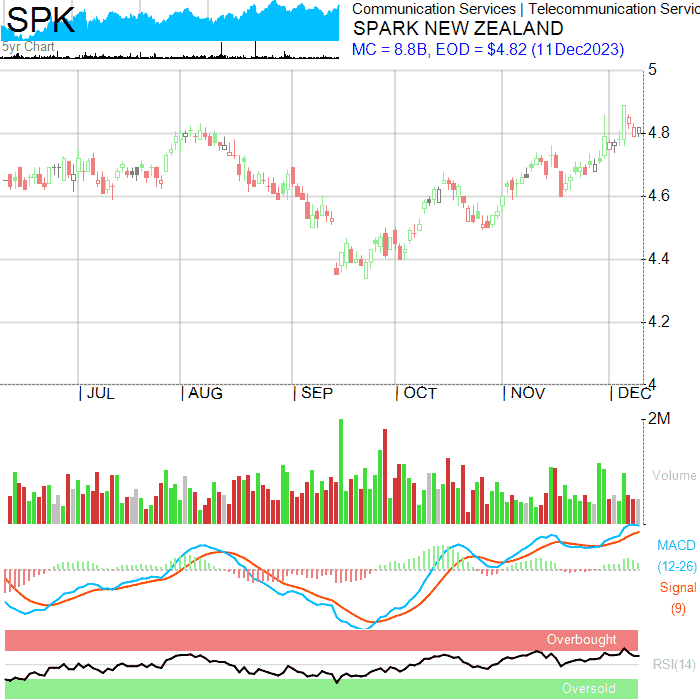 SPK
5yr Chart
Communication Services | Telecommunication Servic
SPARK NEW ZEALAND
MC = 8.8B, EOD = $4.82 (11Dec2023)
5
4.8
4.6
4.4
4.2
4
| JUL | AUG | SEP | OCT | NOV | DEC
2M
Volume
MACD
(12-26)
Signal
(9)
Overbought
RSI(14)
Oversold